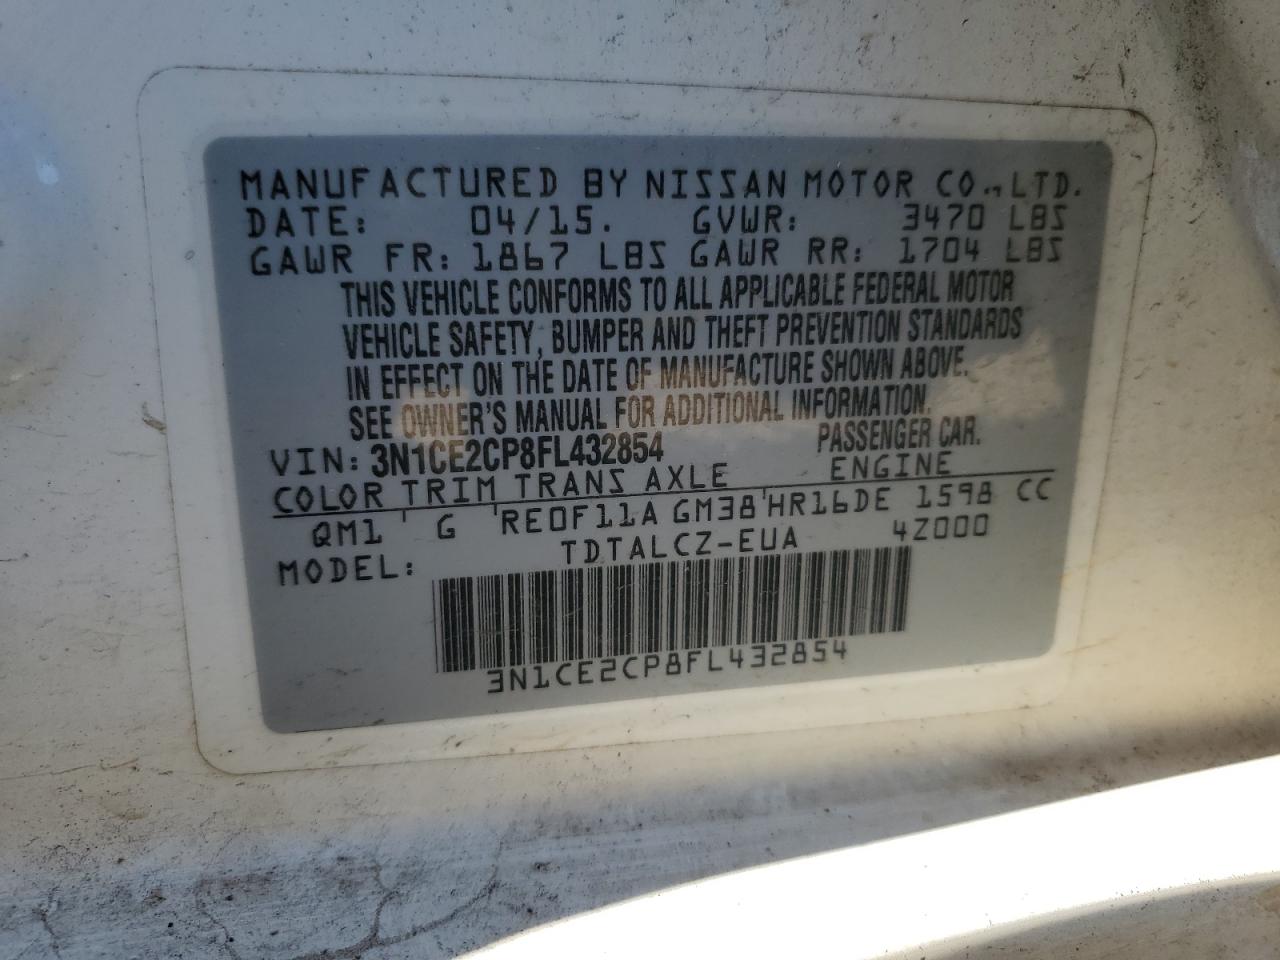 MANUFACTURED BY NISSAN MOTOR CO., LTD.
DATE: 04/15. GVWR: 3470 LBS
GAWR FR: 1867 LBS GAWR RR: 1704 LBS
THIS VEHICLE CONFORMS TO ALL APPLICABLE FEDERAL MOTOR
VEHICLE SAFETY, BUMPER AND THEFT PREVENTION STANDARDS
IN EFFECT ON THE DATE OF MANUFACTURE SHOWN ABOVE.
SEE OWNER'S MANUAL FOR ADDITIONAL INFORMATION.
VIN: 3N1CE2CP8FL432854 PASSENGER CAR.
COLOR TRIM TRANS AXLE ENGINE
QM1 G RE0F11A GM38 HR16DE 1598 CC
MODEL: TDTALCZ-EUA 4Z000
3N1CE2CP8FL432854